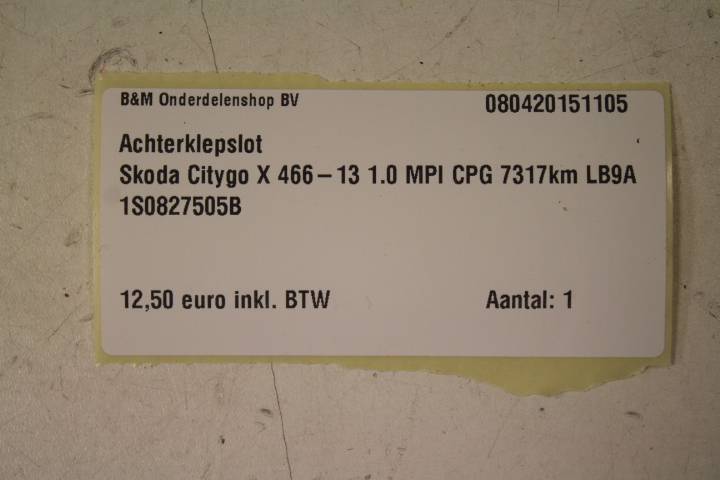 B&M Onderdelenshop BV 080420151105
Achterklepslot
Skoda Citygo X 466-13 1.0 MPI CPG 7317km LB9A
1S0827505B
12,50 euro inkl. BTW Aantal: 1